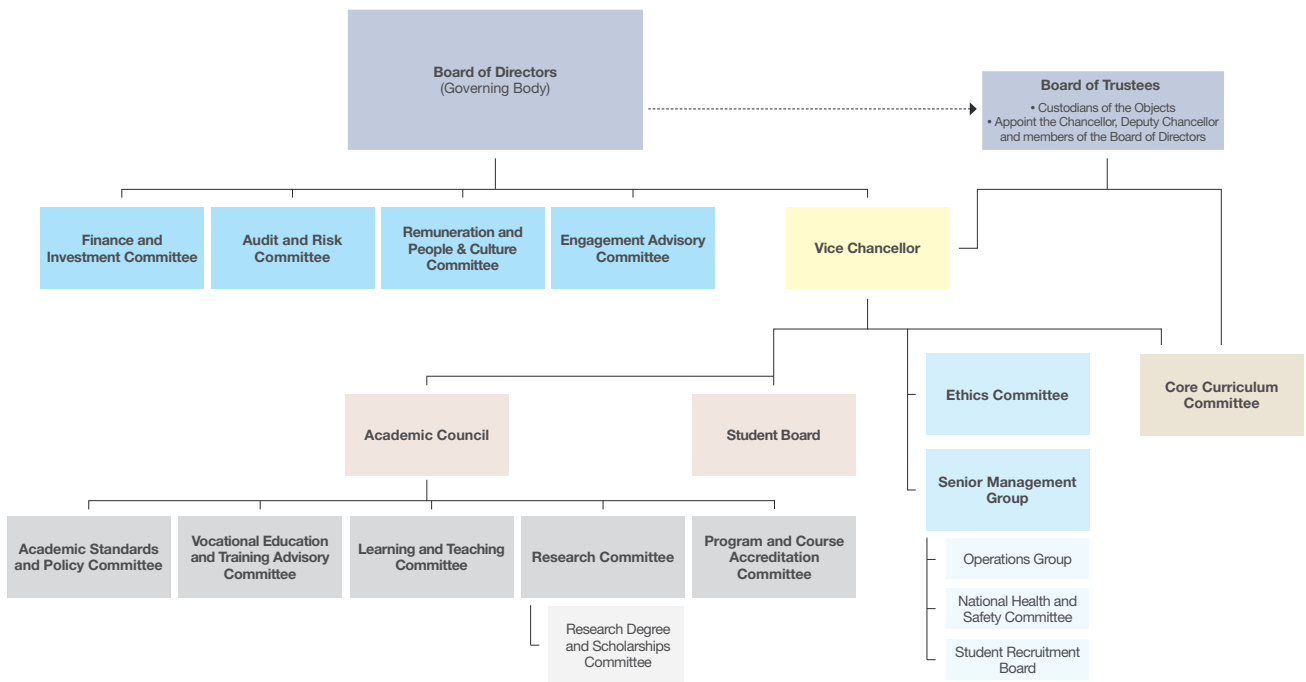 Board of Directors
(Governing Body)
Board of Trustees
• Custodians of the Objects
• Appoint the Chancellor, Deputy Chancellor
and members of the Board of Directors
Finance and
Investment Committee
Audit and Risk
Committee
Remuneration and
People & Culture
Committee
Engagement Advisory
Committee
Vice Chancellor
Ethics Committee
Core Curriculum
Committee
Academic Council
Student Board
Senior Management
Group
Academic Standards
and Policy Committee
Vocational Education
and Training Advisory
Committee
Learning and Teaching
Committee
Research Committee
Program and Course
Accreditation
Committee
Operations Group
National Health and
Safety Committee
Student Recruitment
Board
Research Degree
and Scholarships
Committee